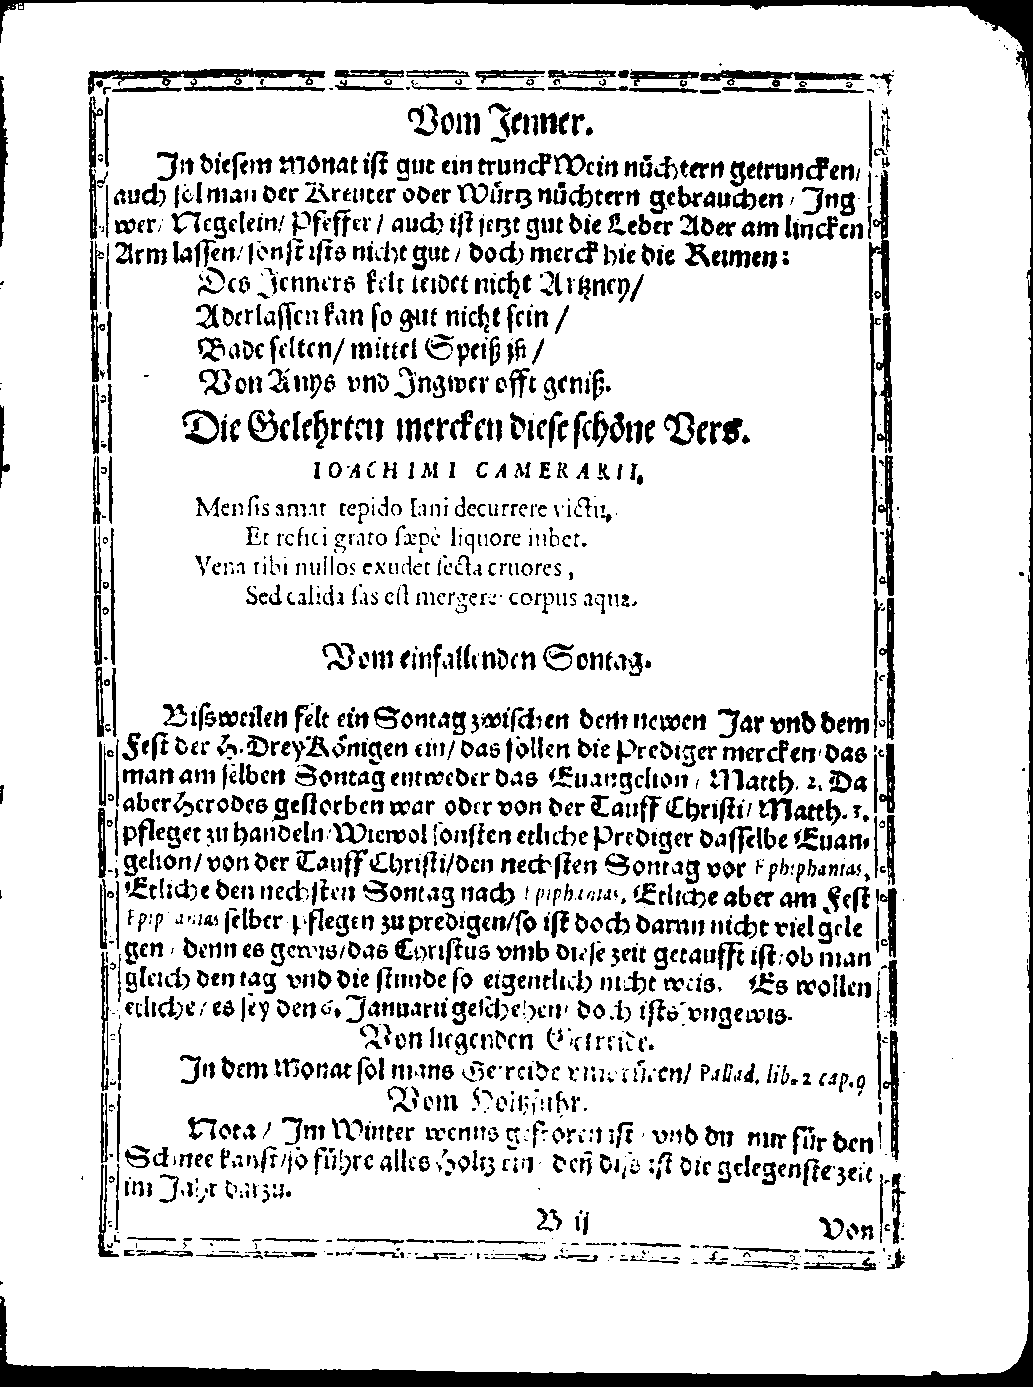 Vom Jenner.
In diesem Monat ist gut ein trunck Wein nüchtern getruncken/
auch sol man der Kreuter oder Würtz nüchtern gebrauchen / Ing
wer/ Negelein/ Pfeffer / auch ist jetzt gut die Leber Ader am lincken
Arm lassen/ sonst ists nicht gut / doch merck hie die Reimen:
Des Jenners kelt leidet nicht Artzney/
Aderlassen kan so gut nicht sein /
Bade selten/ mittel Speiß iß /
Von Anys vnd Ingwer offt geniß.
Die Gelehrten mercken diese schöne Vers.
IOACHIMI CAMERARII,
Mensis amat tepido Iani decurrere victu,
Et refici grato sæpè liquore iubet.
Vena tibi nullos exudet secta cruores,
Sed calida fas est mergere corpus aqua.
Vom einfallenden Sontag.
Bißweilen felt ein Sontag zwischen dem newen Jar vnd dem
Fest der H. Drey Königen ein/ das sollen die Prediger mercken das
man am selben Sontag entweder das Euangelion / Matth. 2. Da
aber Herodes gestorben war oder von der Tauff Christi/ Matth. 3.
pfleget zu handeln/ Wiewol sonsten etliche Prediger dasselbe Euan-
gelion/ von der Tauff Christi/ den nechsten Sontag vor Ephiphanias,
Etliche den nechsten Sontag nach Epiphanias, Etliche aber am Fest
Epiphanias selber pflegen zu predigen/ so ist doch daran nicht viel gele
gen / denn es gewis/ das Christus vmb diese zeit getaufft ist/ ob man
gleich den tag vnd die stunde so eigentlich nicht weis. Es wollen
etliche/ es sey den 6. Januarii geschehen/ doch ists vngewis.
Von liegenden Getreide.
In dem Monat sol mans Getreide vmrüren/ Pallad. lib. 2 cap. 9
Vom Holtzfuhr.
Nota / Im Winter wenns gefroren ist / vnd du nur für den
Schnee kanst/ so führe alles Holtz ein / deñ diß ist die gelegenste zeit
im Jahr darzu.
B ij
Von